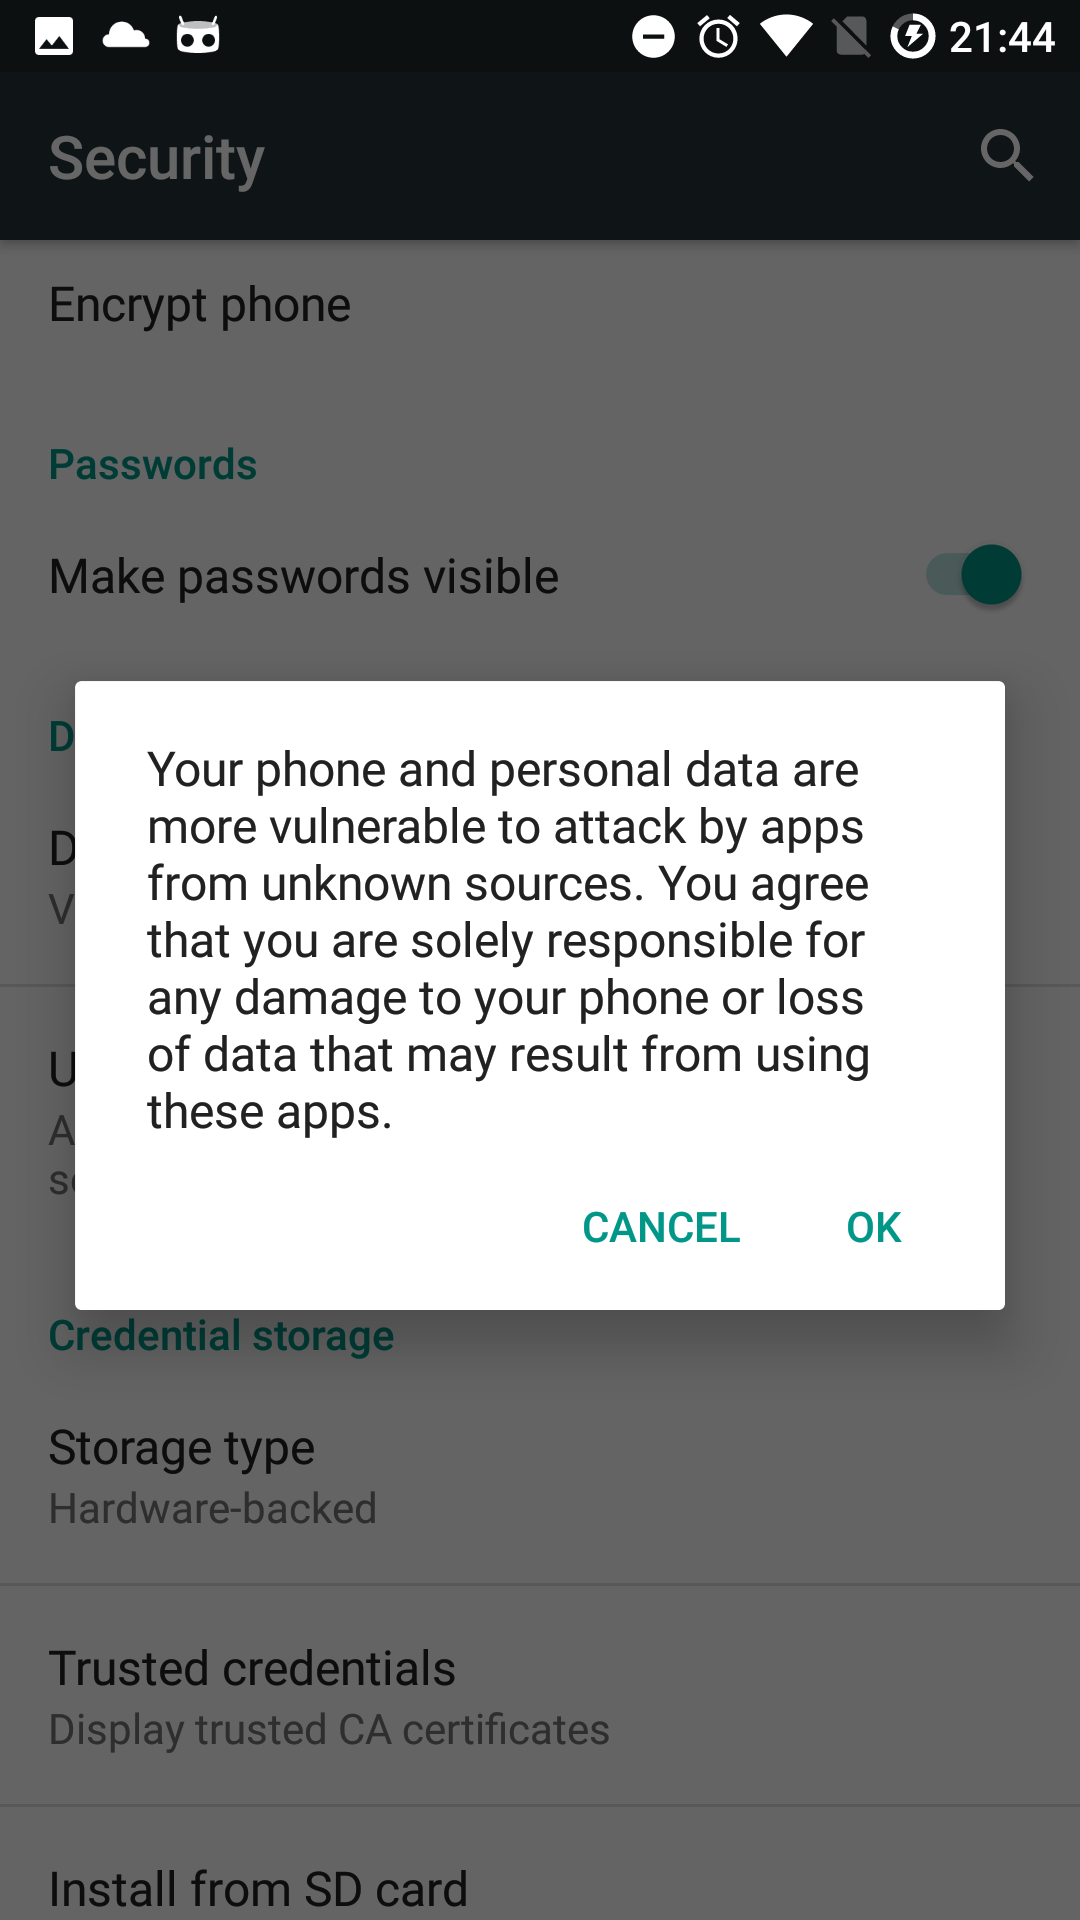 21:44
Security
Encrypt phone
Passwords
Make passwords visible
Your phone and personal data are
more vulnerable to attack by apps
from unknown sources. You agree
that you are solely responsible for
any damage to your phone or loss
of data that may result from using
these apps.
CANCEL
OK
Credential storage
Storage type
Hardware-backed
Trusted credentials
Display trusted CA certificates
Install from SD card